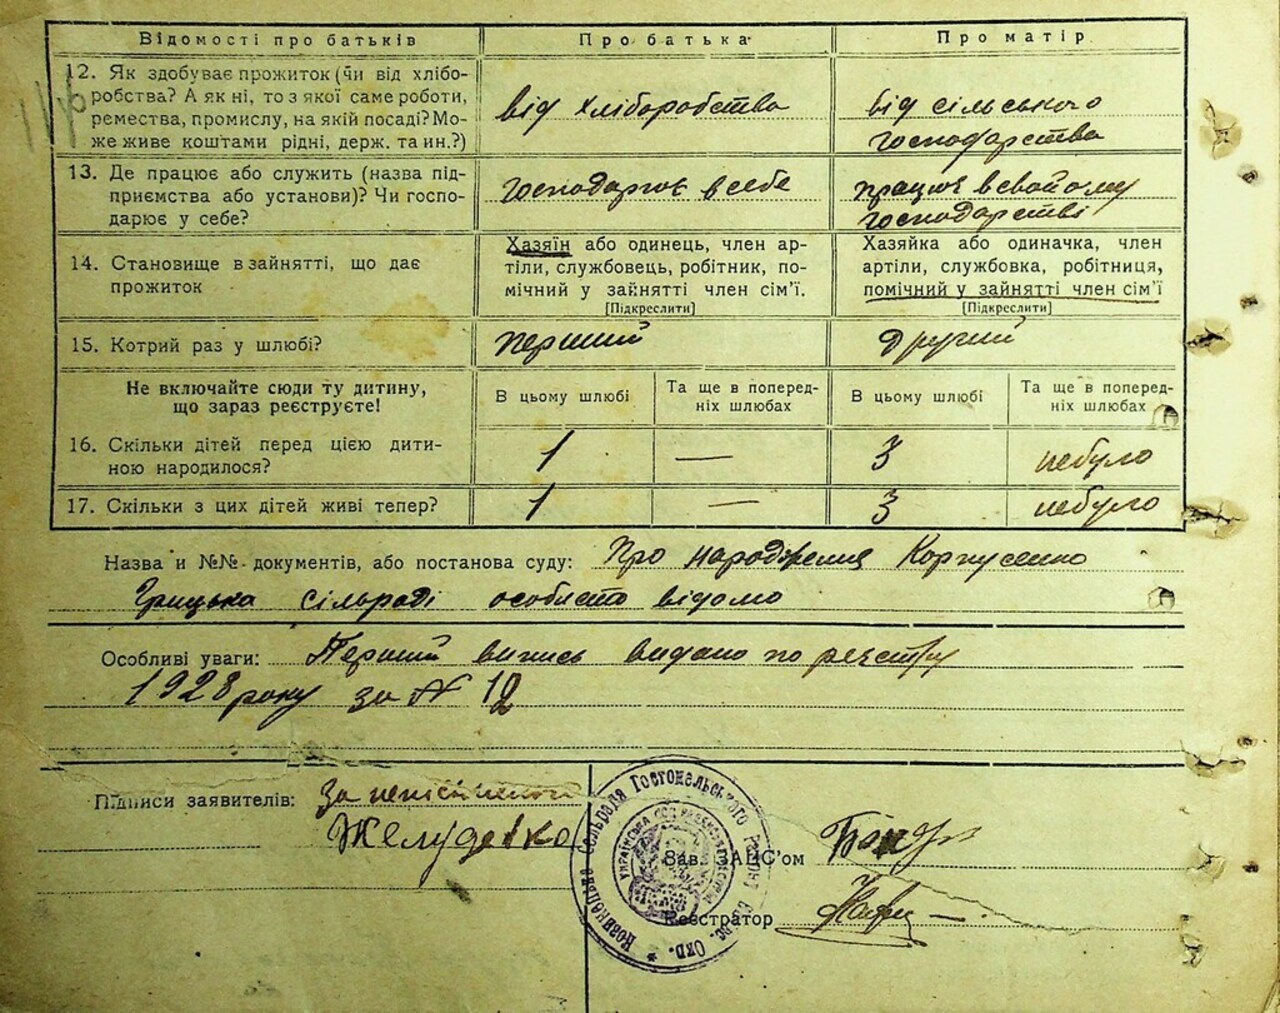 Відомості про батьків
Про батька
Про матір
12. Як здобуває прожиток (чи від хлібо-
робства? А як ні, то з якої саме роботи,
ремества, промислу, на якій посаді? Мо-
же живе коштами рідні, держ. та ин.?)
від хліборобства
від сільського
господарства
13. Де працює або служить (назва під-
приємства або установи)? Чи госпо-
дарює у себе?
господарює в себе
працює в свойому
господарстві
14. Становище в зайнятті, що дає
прожиток
Хазяїн або одинець, член ар-
тіли, службовець, робітник, по-
мічний у зайнятті член сім'ї.
[Підкреслити]
Хазяйка або одиначка, член
артіли, службовка, робітниця,
помічний у зайнятті член сім'ї
[Підкреслити]
15. Котрий раз у шлюбі?
перший
другий
Не включайте сюди ту дитину,
що зараз реєструєте!
В цьому шлюбі
Та ще в поперед-
ніх шлюбах
В цьому шлюбі
Та ще в поперед-
ніх шлюбах
16. Скільки дітей перед цією дити-
ною народилося?
1 — 3 небуло
17. Скільки з цих дітей живі тепер?
1 — 3 небуло
Назва и №№ документів, або постанова суду: Про народження
Грицька сільраді особисто відомо
Особливі уваги: Перший випись видано по реєстру
1928 року за №
Підписи заявителів: За
Желудейко
Зав. ЗАГС'ом
Реєстратор